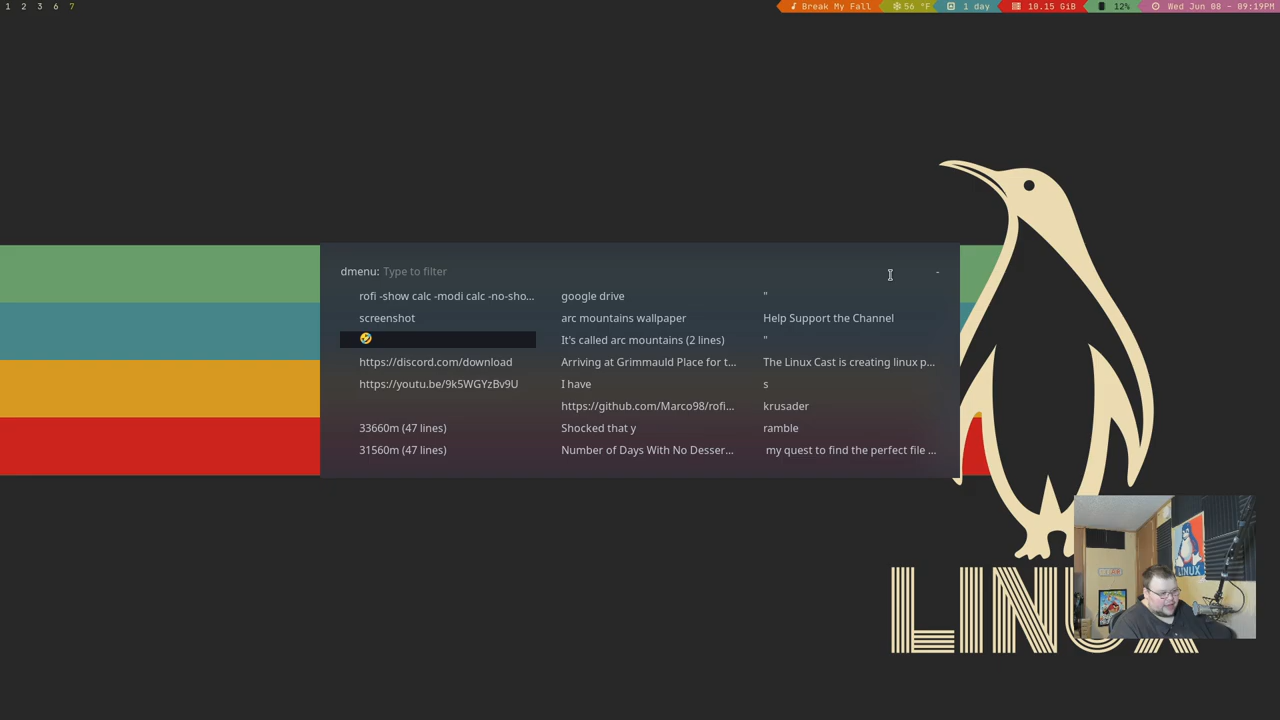 1 2 3 6 7
Break My Fall
56 °F
1 day
10.15 GiB
12%
Wed Jun 08 - 09:19PM
dmenu: Type to filter
-
rofi -show calc -modi calc -no-sho...
screenshot
🤣
https://discord.com/download
https://youtu.be/9k5WGYzBv9U
33660m (47 lines)
31560m (47 lines)
google drive
arc mountains wallpaper
It's called arc mountains (2 lines)
Arriving at Grimmauld Place for t...
I have
https://github.com/Marco98/rofi...
Shocked that y
Number of Days With No Desser...
"
Help Support the Channel
"
The Linux Cast is creating linux p...
s
krusader
ramble
my quest to find the perfect file ...
LINUX
LINUX